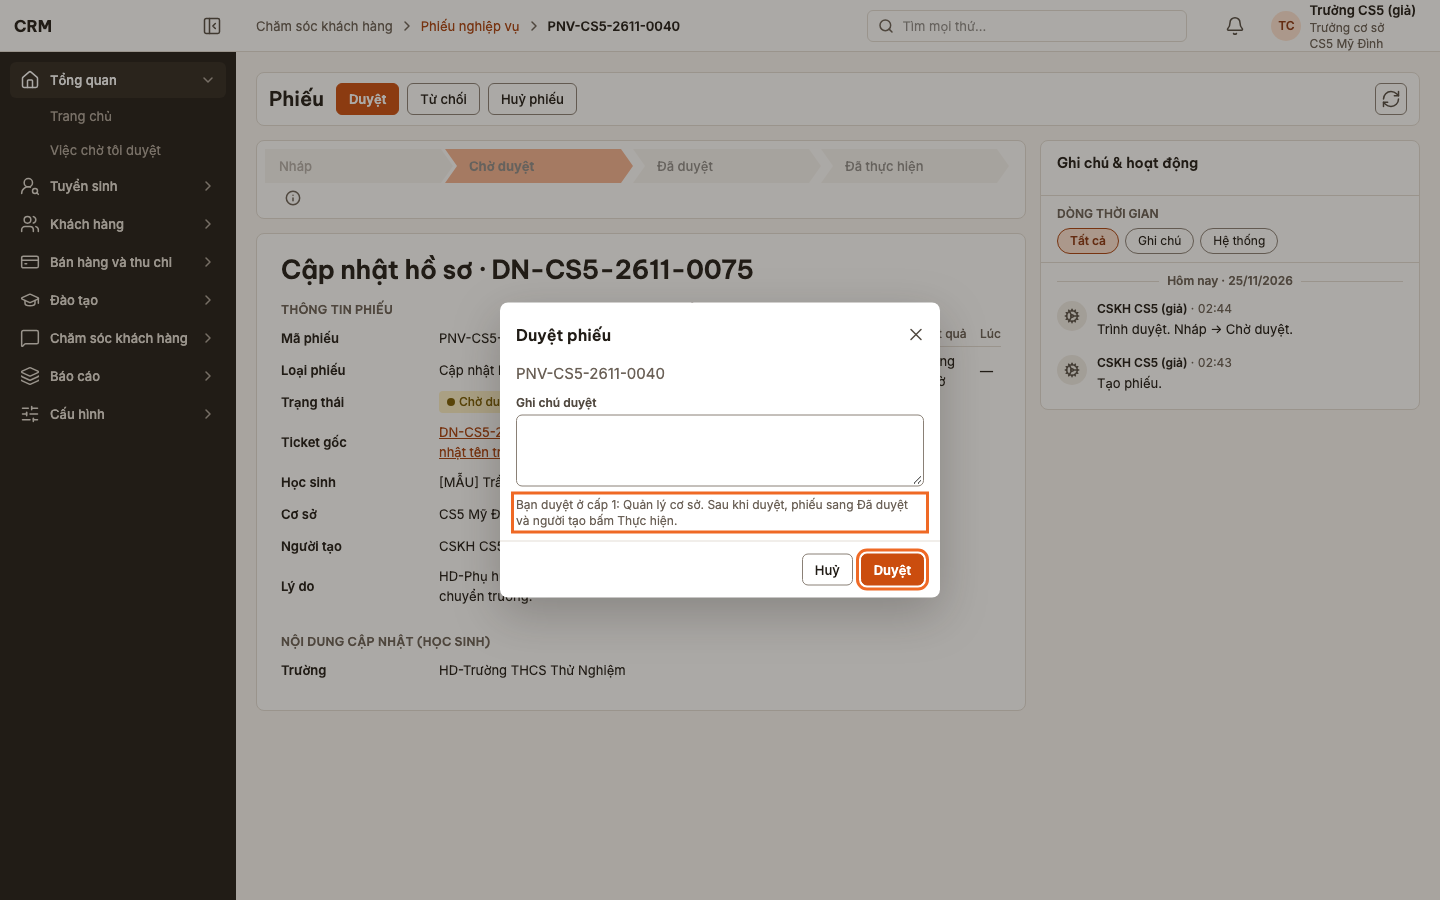 CRM
Chăm sóc khách hàng
Phiếu nghiệp vụ
PNV-CS5-2611-0040
Tìm mọi thứ...
TC
Trưởng CS5 (giả)
Trưởng cơ sở
CS5 Mỹ Đình
Tổng quan
Trang chủ
Việc chờ tôi duyệt
Tuyển sinh
Khách hàng
Bán hàng và thu chi
Đào tạo
Chăm sóc khách hàng
Báo cáo
Cấu hình
Phiếu
Duyệt
Từ chối
Huỷ phiếu
Nháp
Chờ duyệt
Đã duyệt
Đã thực hiện
Cập nhật hồ sơ · DN-CS5-2611-0075
THÔNG TIN PHIẾU
Mã phiếu
PNV-CS5-
Loại phiếu
Cập nhật
Trạng thái
Chờ du
Ticket gốc
DN-CS5-2
nhật tên tr
Học sinh
[MẪU] Trầ
Cơ sở
CS5 Mỹ Đ
Người tạo
CSKH CS5
Lý do
HD-Phụ h
chuyển trường.
quả
Lúc
ng
—
NỘI DUNG CẬP NHẬT (HỌC SINH)
Trường
HD-Trường THCS Thử Nghiệm
Duyệt phiếu
PNV-CS5-2611-0040
Ghi chú duyệt
Bạn duyệt ở cấp 1: Quản lý cơ sở. Sau khi duyệt, phiếu sang Đã duyệt
và người tạo bấm Thực hiện.
Huỷ
Duyệt
Ghi chú & hoạt động
DÒNG THỜI GIAN
Tất cả
Ghi chú
Hệ thống
Hôm nay · 25/11/2026
CSKH CS5 (giả) · 02:44
Trình duyệt. Nháp → Chờ duyệt.
CSKH CS5 (giả) · 02:43
Tạo phiếu.